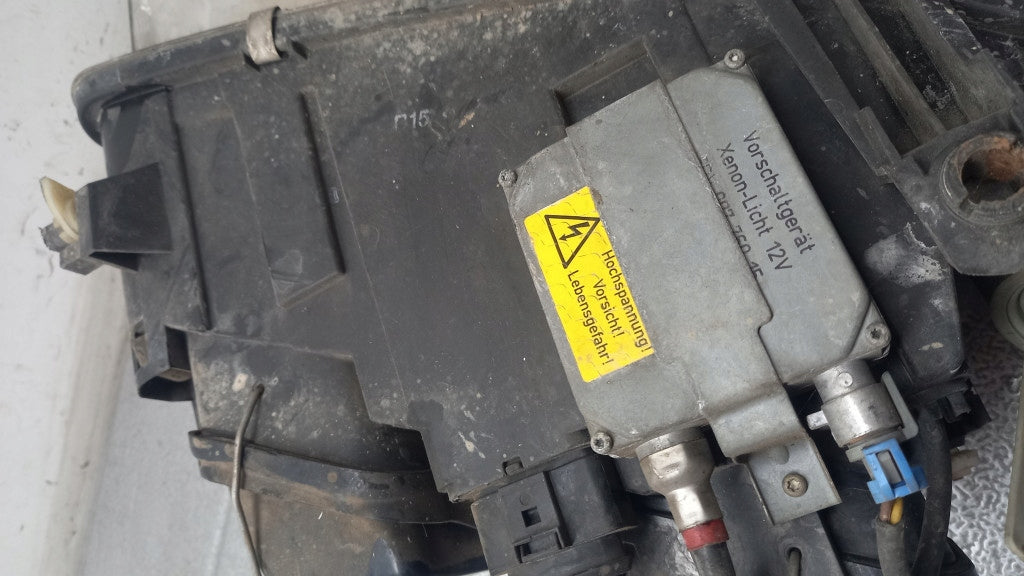 Vorschaltgerät
Xenon-Licht 12V
Hochspannung!
Vorsicht!
Lebensgefahr!